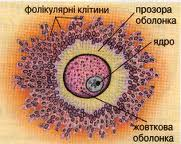 фолікулярні клітини
прозора
оболонка
ядро
жовткова
оболонка